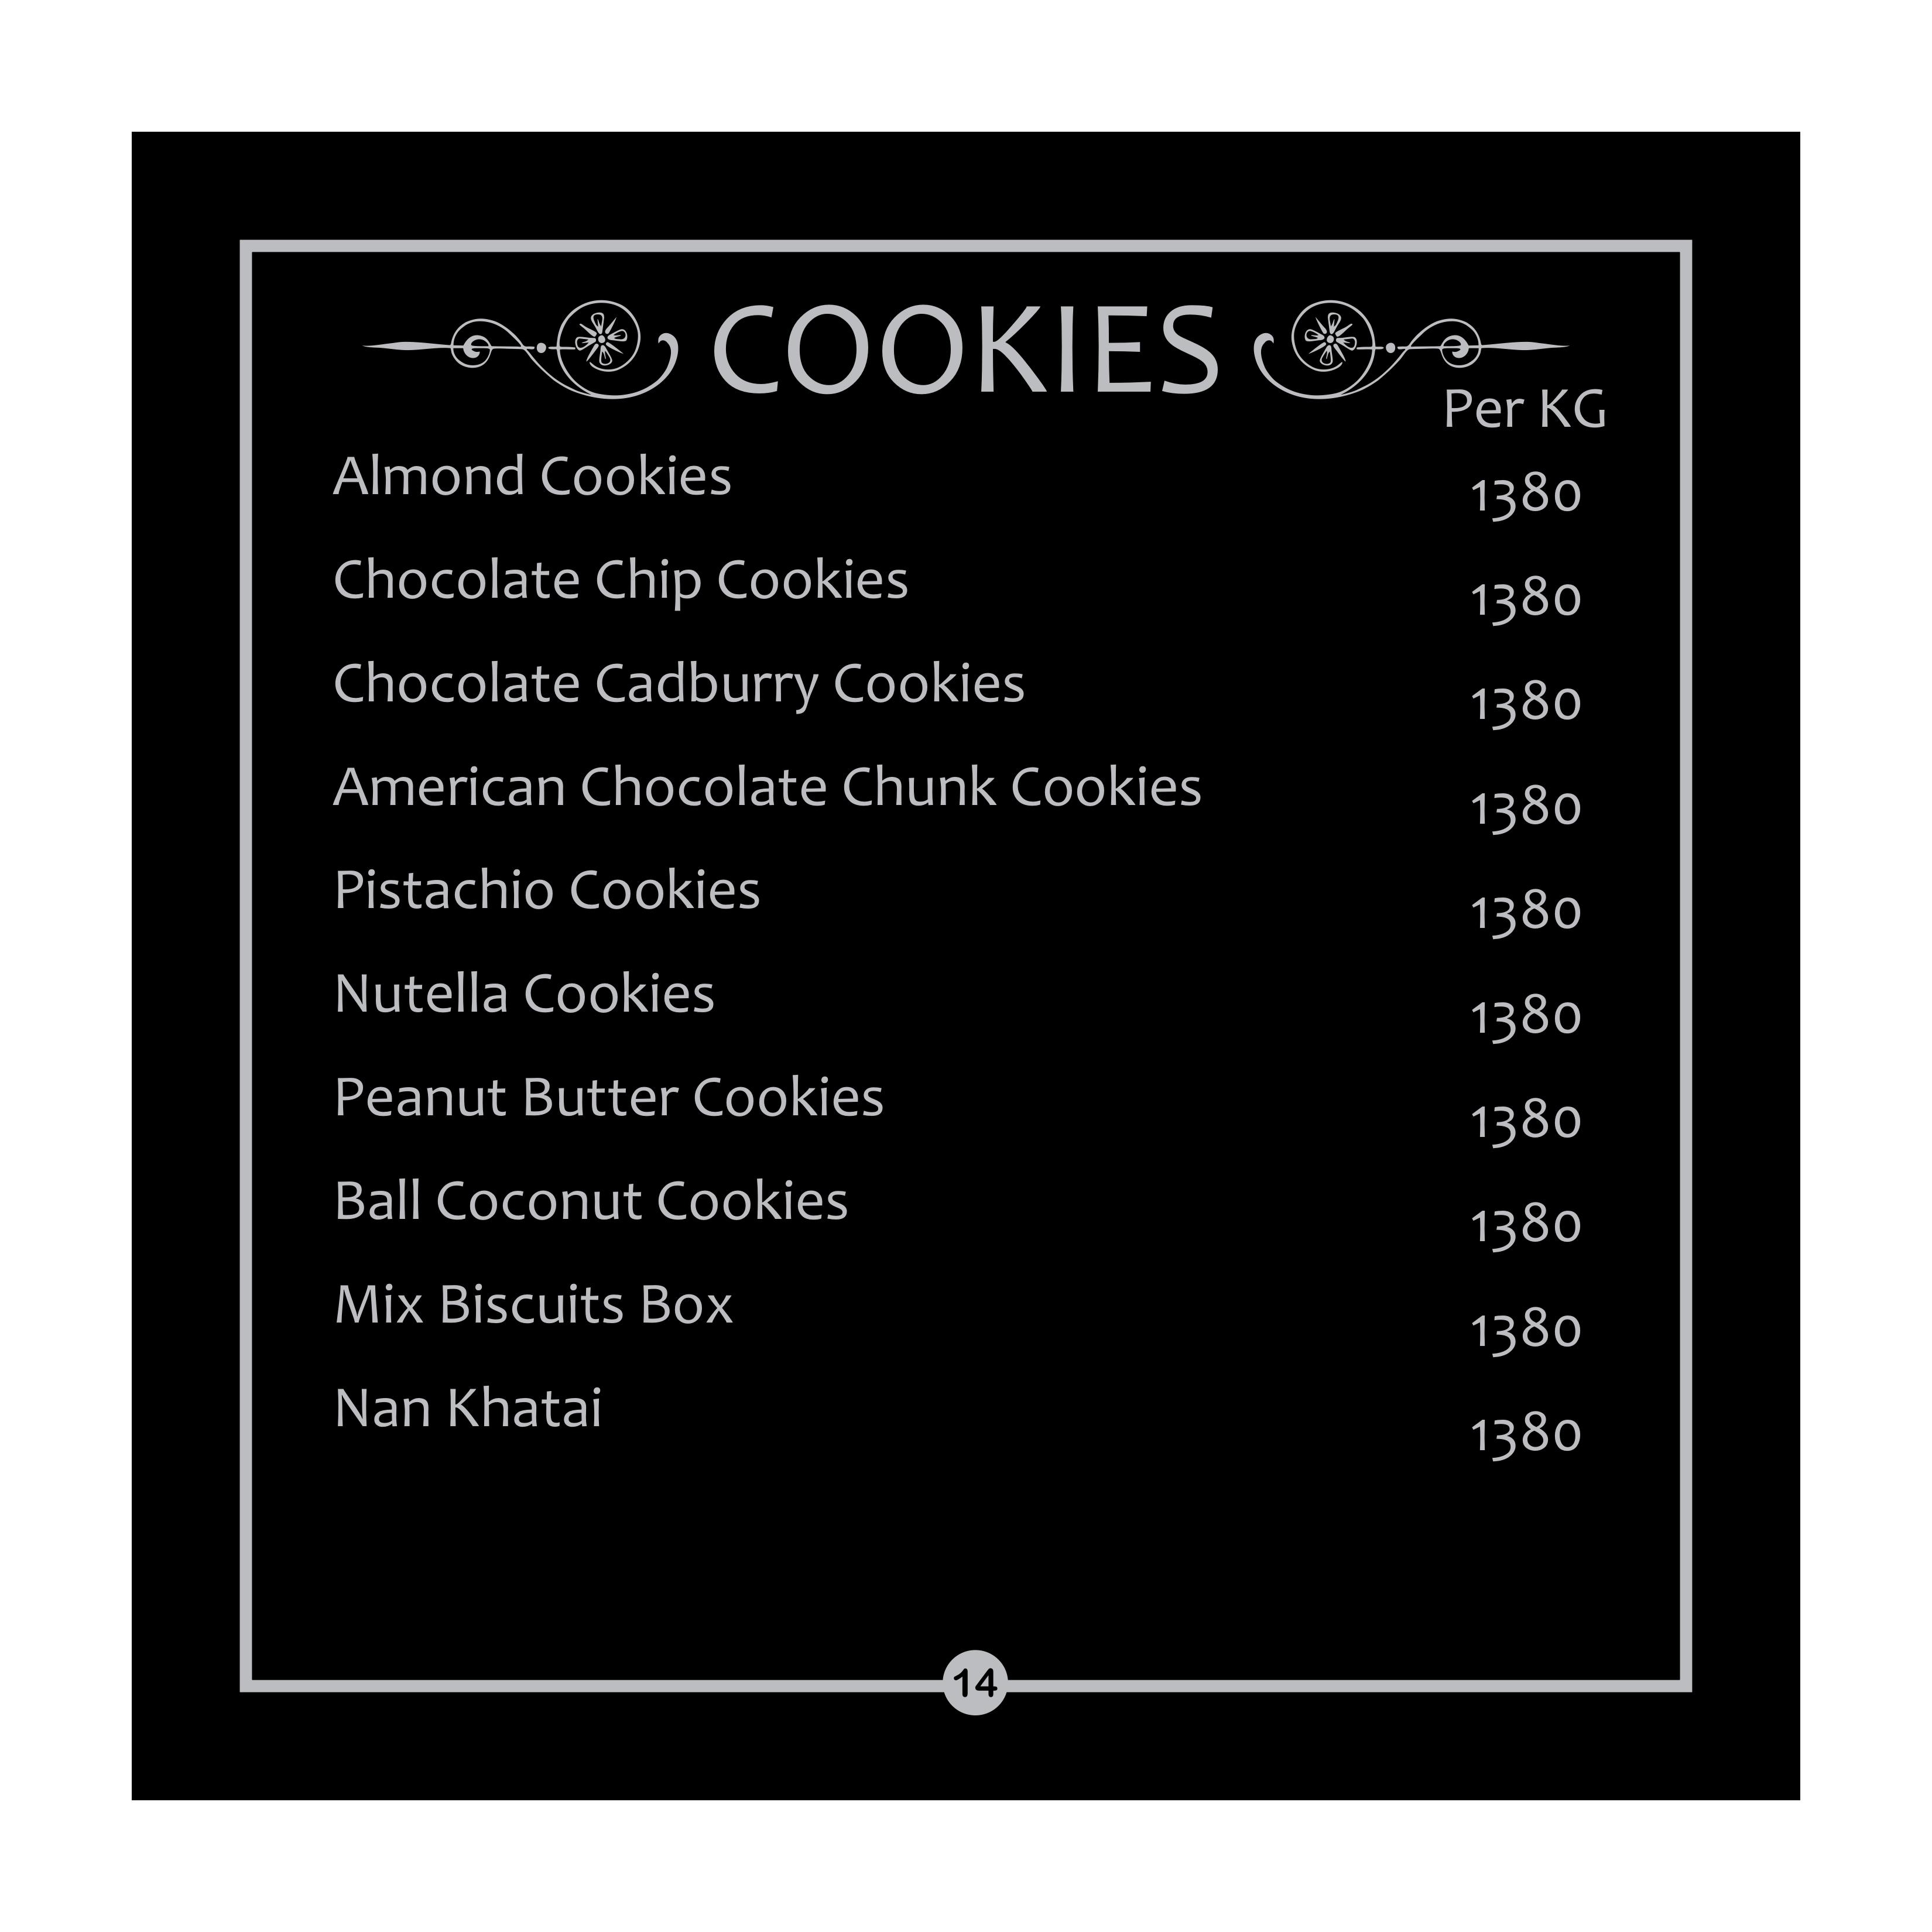 COOKIES
Per KG
Almond Cookies 1380
Chocolate Chip Cookies 1380
Chocolate Cadburry Cookies 1380
American Chocolate Chunk Cookies 1380
Pistachio Cookies 1380
Nutella Cookies 1380
Peanut Butter Cookies 1380
Ball Coconut Cookies 1380
Mix Biscuits Box 1380
Nan Khatai 1380
14